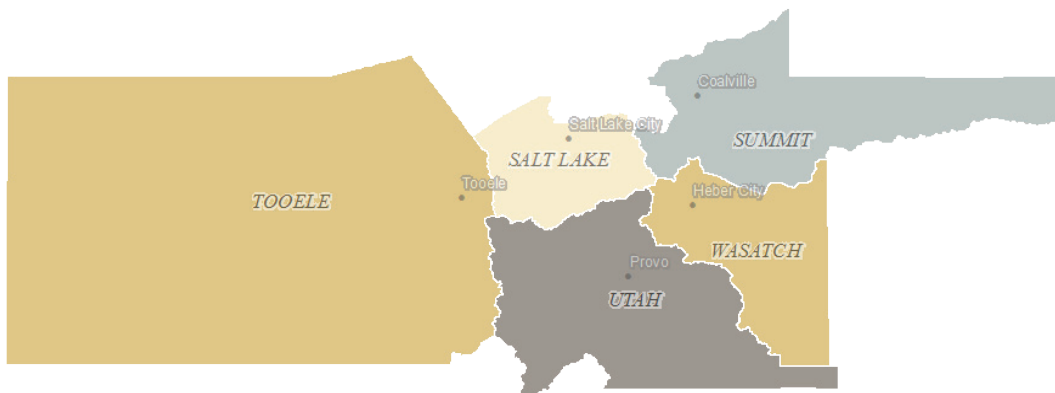 Coalville
Salt Lake City
SUMMIT
SALT LAKE
Tooele
Heber City
TOOELE
WASATCH
Provo
UTAH